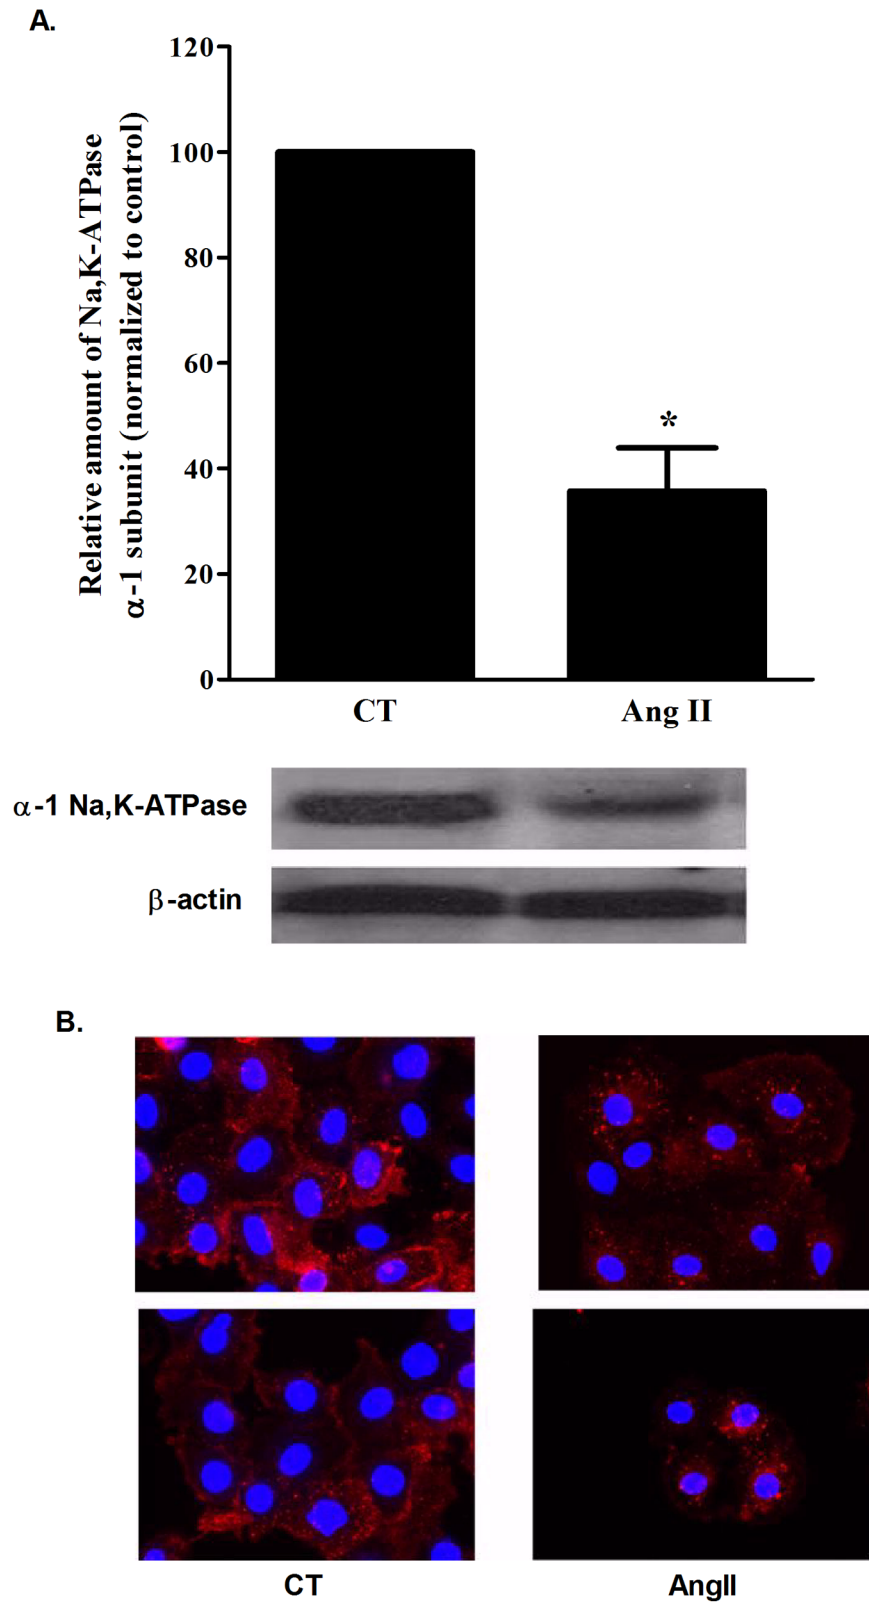 A.
120
100
80
60
40
20
0
Relative amount of Na,K-ATPase
α-1 subunit (normalized to control)
*
CT Ang II
α-1 Na,K-ATPase
β-actin
B.
CT AngII